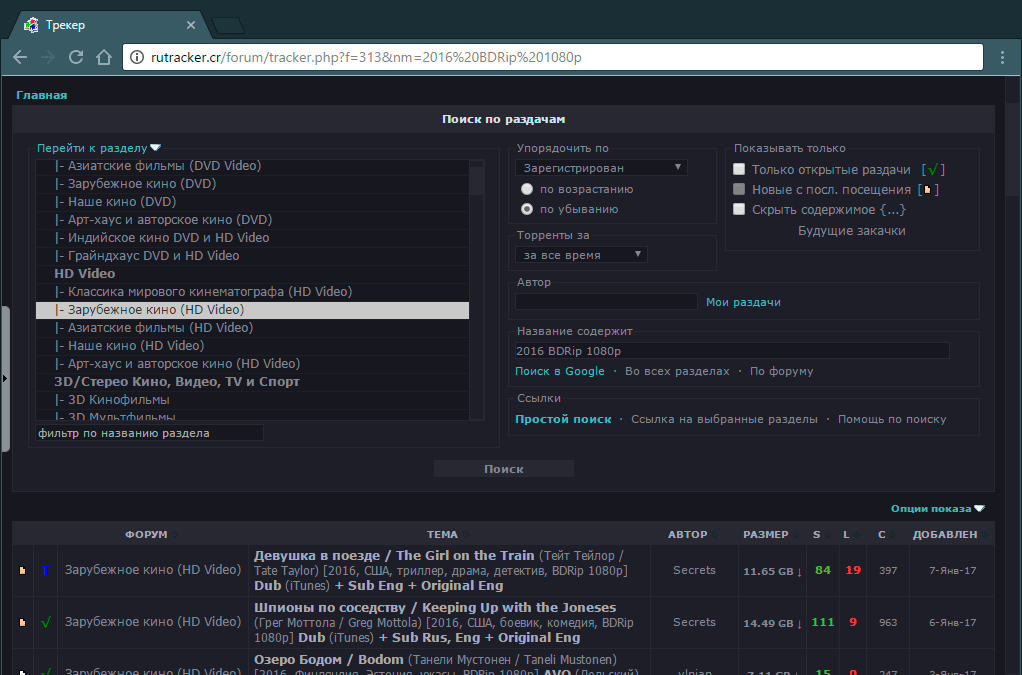 Трекер
rutracker.cr/forum/tracker.php?f=313&nm=2016%20BDRip%201080p
Главная
Поиск по раздачам
Перейти к разделу
|- Азиатские фильмы (DVD Video)
|- Зарубежное кино (DVD)
|- Наше кино (DVD)
|- Арт-хаус и авторское кино (DVD)
|- Индийское кино DVD и HD Video
|- Грайндхаус DVD и HD Video
HD Video
|- Классика мирового кинематографа (HD Video)
|- Зарубежное кино (HD Video)
|- Азиатские фильмы (HD Video)
|- Наше кино (HD Video)
|- Арт-хаус и авторское кино (HD Video)
3D/Стерео Кино, Видео, TV и Спорт
|- 3D Кинофильмы
|- 3D Мультфильмы
фильтр по названию раздела
Упорядочить по
Зарегистрирован
по возрастанию
по убыванию
Торренты за
за все время
Показывать только
Только открытые раздачи [√]
Новые с посл. посещения [ ]
Скрыть содержимое {...}
Будущие закачки
Автор
Мои раздачи
Название содержит
2016 BDRip 1080p
Поиск в Google · Во всех разделах · По форуму
Ссылки
Простой поиск · Ссылка на выбранные разделы · Помощь по поиску
Поиск
Опции показа
ФОРУМ ТЕМА АВТОР РАЗМЕР S L C ДОБАВЛЕН
T Зарубежное кино (HD Video)
Девушка в поезде / The Girl on the Train (Тейт Тейлор /
Tate Taylor) [2016, США, триллер, драма, детектив, BDRip 1080p]
Dub (iTunes) + Sub Eng + Original Eng
Secrets 11.65 GB ↓ 84 19 397 7-Янв-17
√ Зарубежное кино (HD Video)
Шпионы по соседству / Keeping Up with the Joneses
(Грег Моттола / Greg Mottola) [2016, США, боевик, комедия, BDRip
1080p] Dub (iTunes) + Sub Rus, Eng + Original Eng
Secrets 14.49 GB ↓ 111 9 963 6-Янв-17
√ Зарубежное кино (HD Video)
Озеро Бодом / Bodom (Танели Мустонен / Taneli Mustonen)
[2016, Финляндия, Эстония, ужасы, BDRip 1080p] AVO (Дольский)
ylnian 7.11 GB ↓ 15 0 247 3-Янв-17